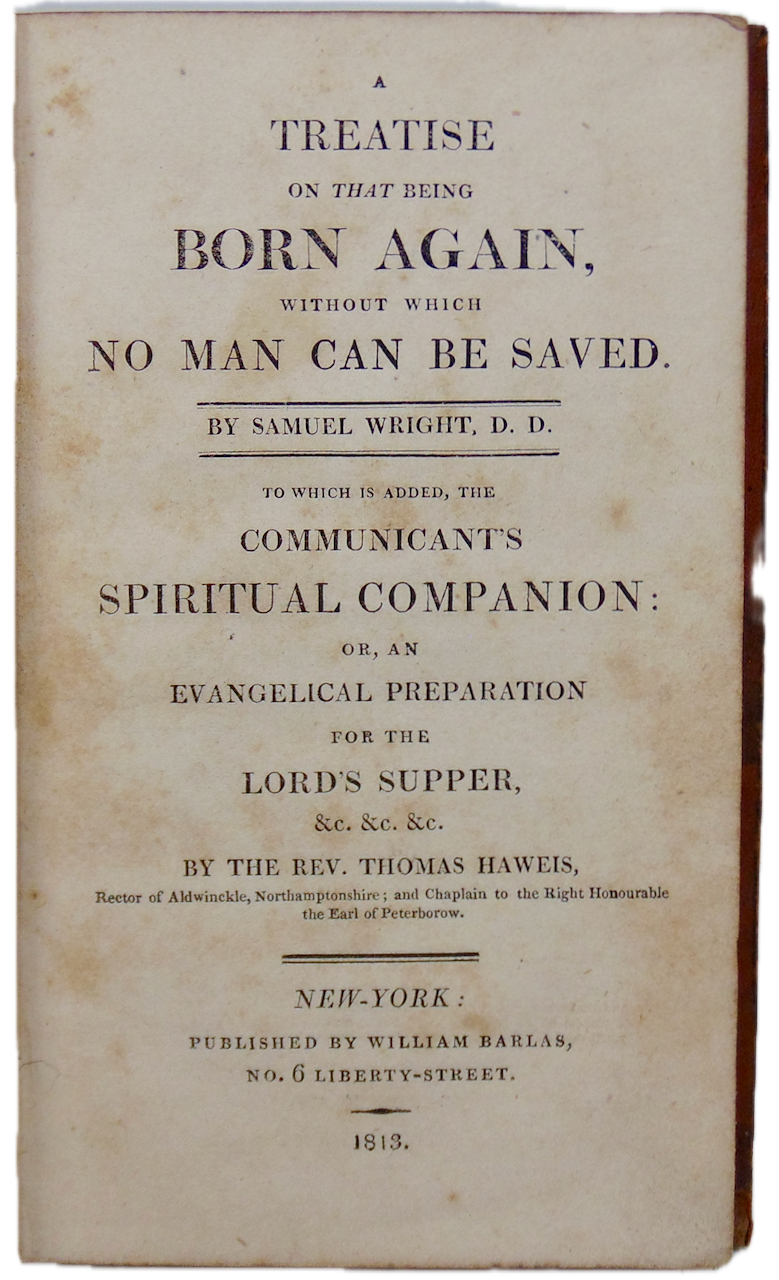 A
TREATISE
ON THAT BEING
BORN AGAIN,
WITHOUT WHICH
NO MAN CAN BE SAVED.
BY SAMUEL WRIGHT, D. D.
TO WHICH IS ADDED, THE
COMMUNICANT'S
SPIRITUAL COMPANION:
OR, AN
EVANGELICAL PREPARATION
FOR THE
LORD'S SUPPER,
&c. &c. &c.
BY THE REV. THOMAS HAWEIS,
Rector of Aldwinckle, Northamptonshire; and Chaplain to the Right Honourable
the Earl of Peterborow.
NEW-YORK:
PUBLISHED BY WILLIAM BARLAS,
NO. 6 LIBERTY-STREET.
1813.